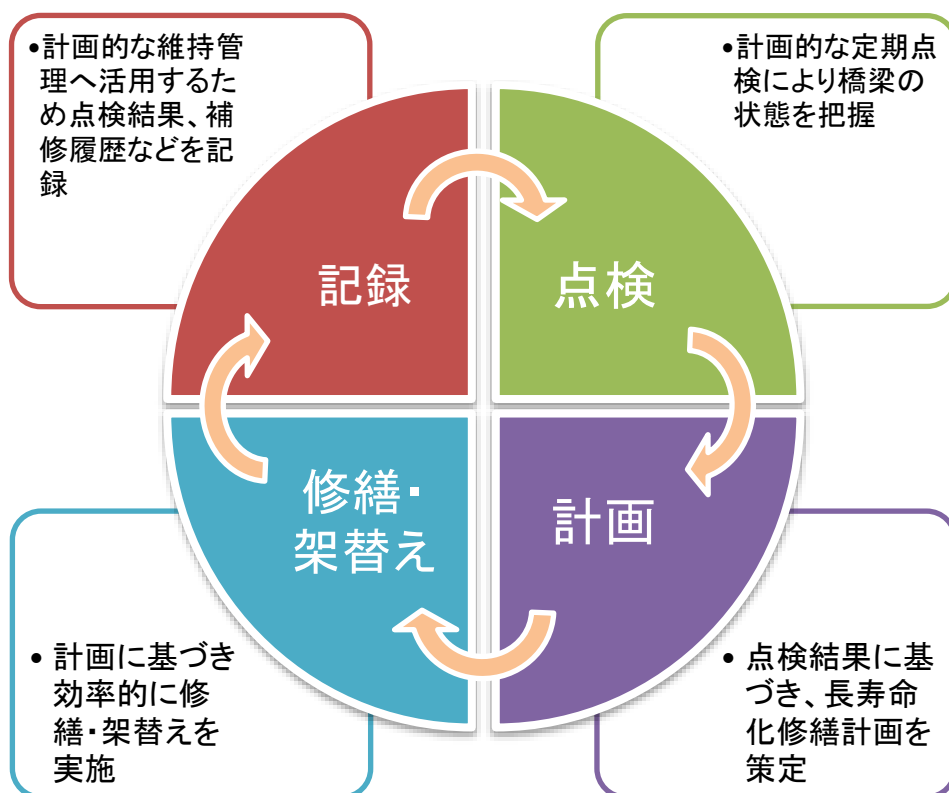 •計画的な維持管
理へ活用するた
め点検結果、補
修履歴などを記
録
•計画的な定期点
検により橋梁の
状態を把握
記録
点検
修繕・
架替え
計画
• 計画に基づき
効率的に修
繕・架替えを
実施
• 点検結果に基
づき、長寿命
化修繕計画を
策定